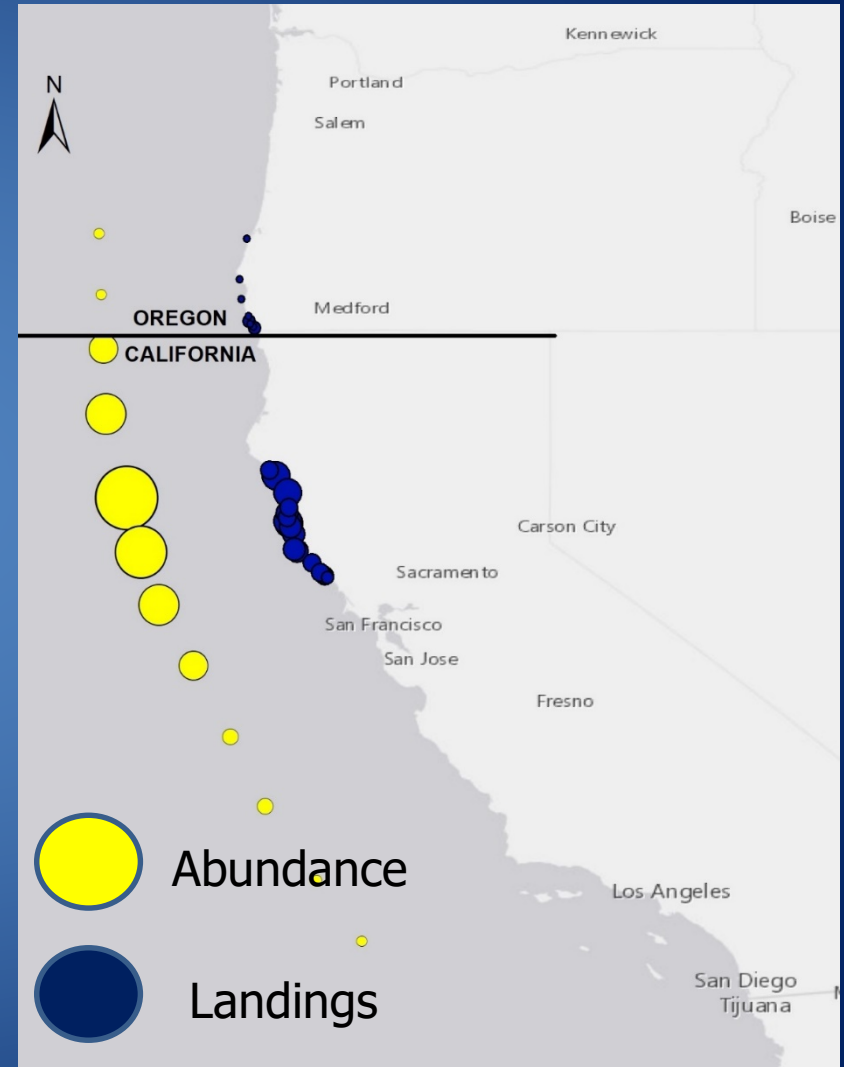 Kennewick
N
Portland
Salem
Boise
Medford
OREGON
CALIFORNIA
Carson City
Sacramento
San Francisco
San Jose
Fresno
Abundance
Los Angeles
San Diego
Tijuana
Landings